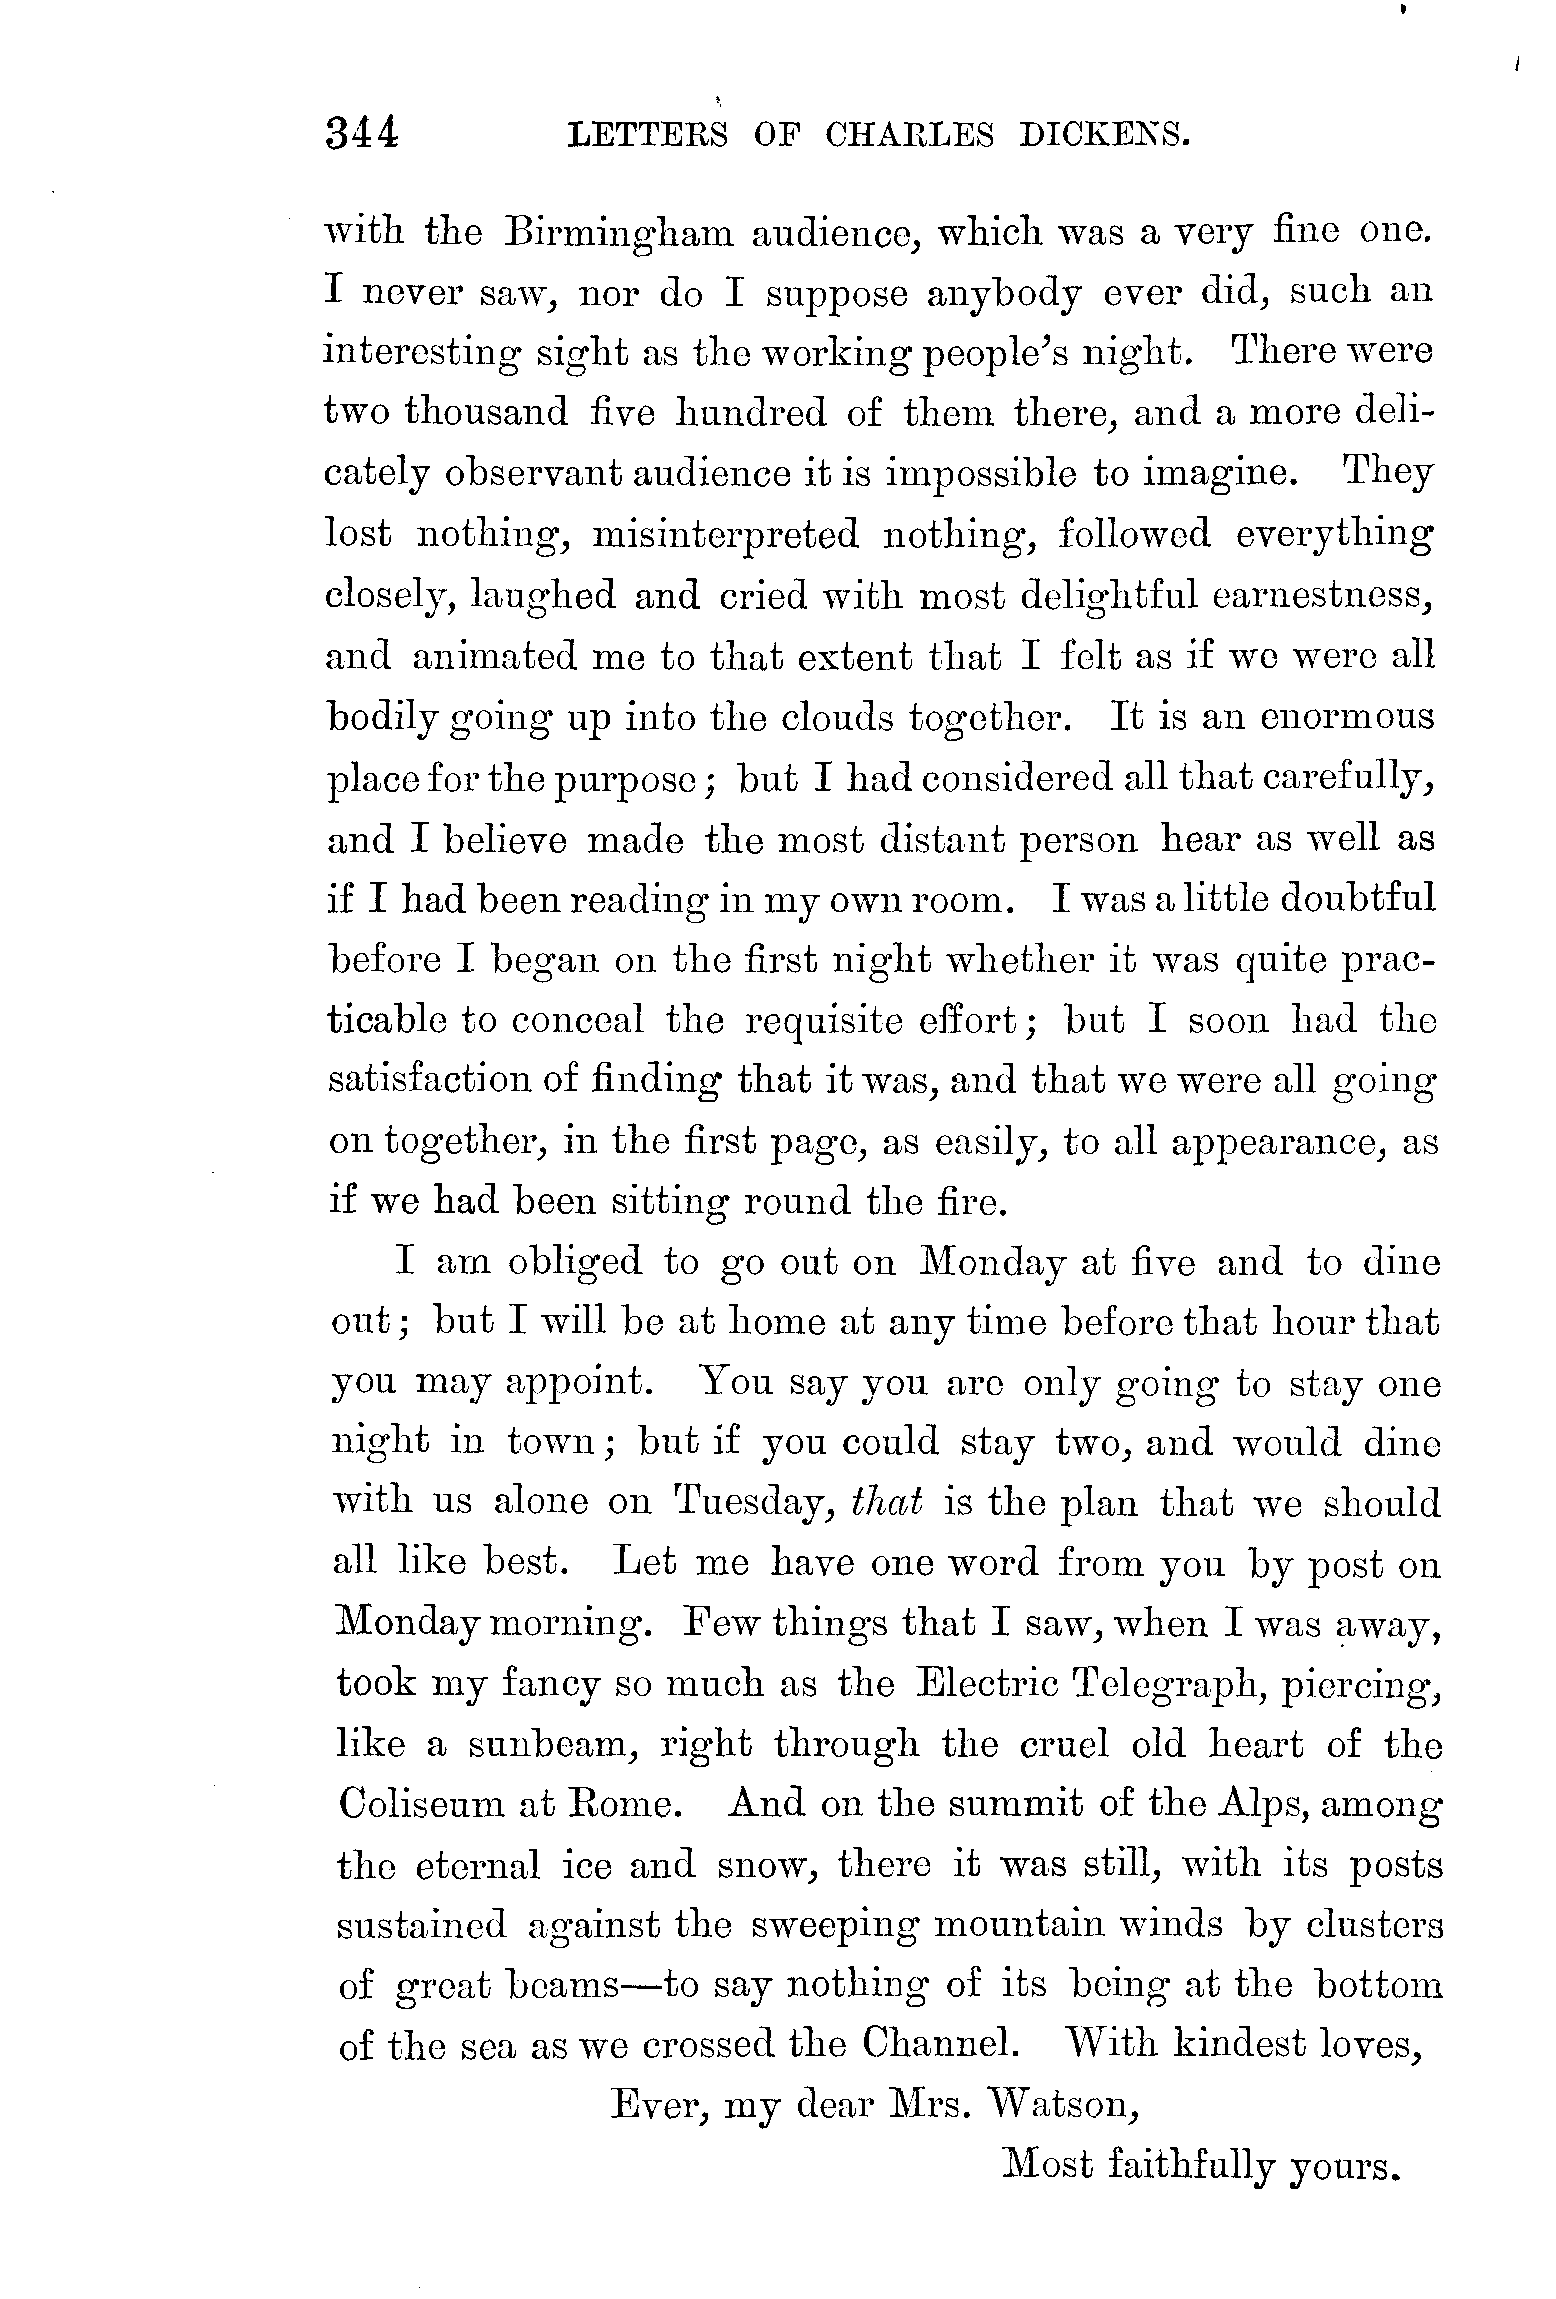 344 LETTERS OF CHARLES DICKENS.
with the Birmingham audience, which was a very fine one.
I never saw, nor do I suppose anybody ever did, such an
interesting sight as the working people's night. There were
two thousand five hundred of them there, and a more deli-
cately observant audience it is impossible to imagine. They
lost nothing, misinterpreted nothing, followed everything
closely, laughed and cried with most delightful earnestness,
and animated me to that extent that I felt as if we were all
bodily going up into the clouds together. It is an enormous
place for the purpose; but I had considered all that carefully,
and I believe made the most distant person hear as well as
if I had been reading in my own room. I was a little doubtful
before I began on the first night whether it was quite prac-
ticable to conceal the requisite effort; but I soon had the
satisfaction of finding that it was, and that we were all going
on together, in the first page, as easily, to all appearance, as
if we had been sitting round the fire.
I am obliged to go out on Monday at five and to dine
out; but I will be at home at any time before that hour that
you may appoint. You say you are only going to stay one
night in town; but if you could stay two, and would dine
with us alone on Tuesday, that is the plan that we should
all like best. Let me have one word from you by post on
Monday morning. Few things that I saw, when I was away,
took my fancy so much as the Electric Telegraph, piercing,
like a sunbeam, right through the cruel old heart of the
Coliseum at Rome. And on the summit of the Alps, among
the eternal ice and snow, there it was still, with its posts
sustained against the sweeping mountain winds by clusters
of great beams—to say nothing of its being at the bottom
of the sea as we crossed the Channel. With kindest loves,
Ever, my dear Mrs. Watson,
Most faithfully yours.